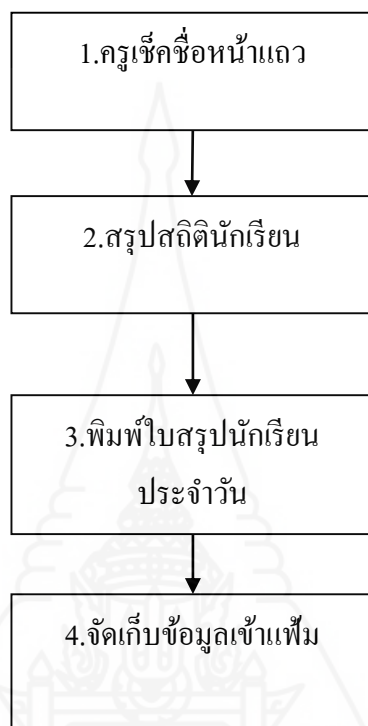 1.ครูเช็คชื่อหน้าแถว
2.สรุปสถิตินักเรียน
3.พิมพ์ใบสรุปนักเรียน
ประจำวัน
4.จัดเก็บข้อมูลเข้าแฟ้ม